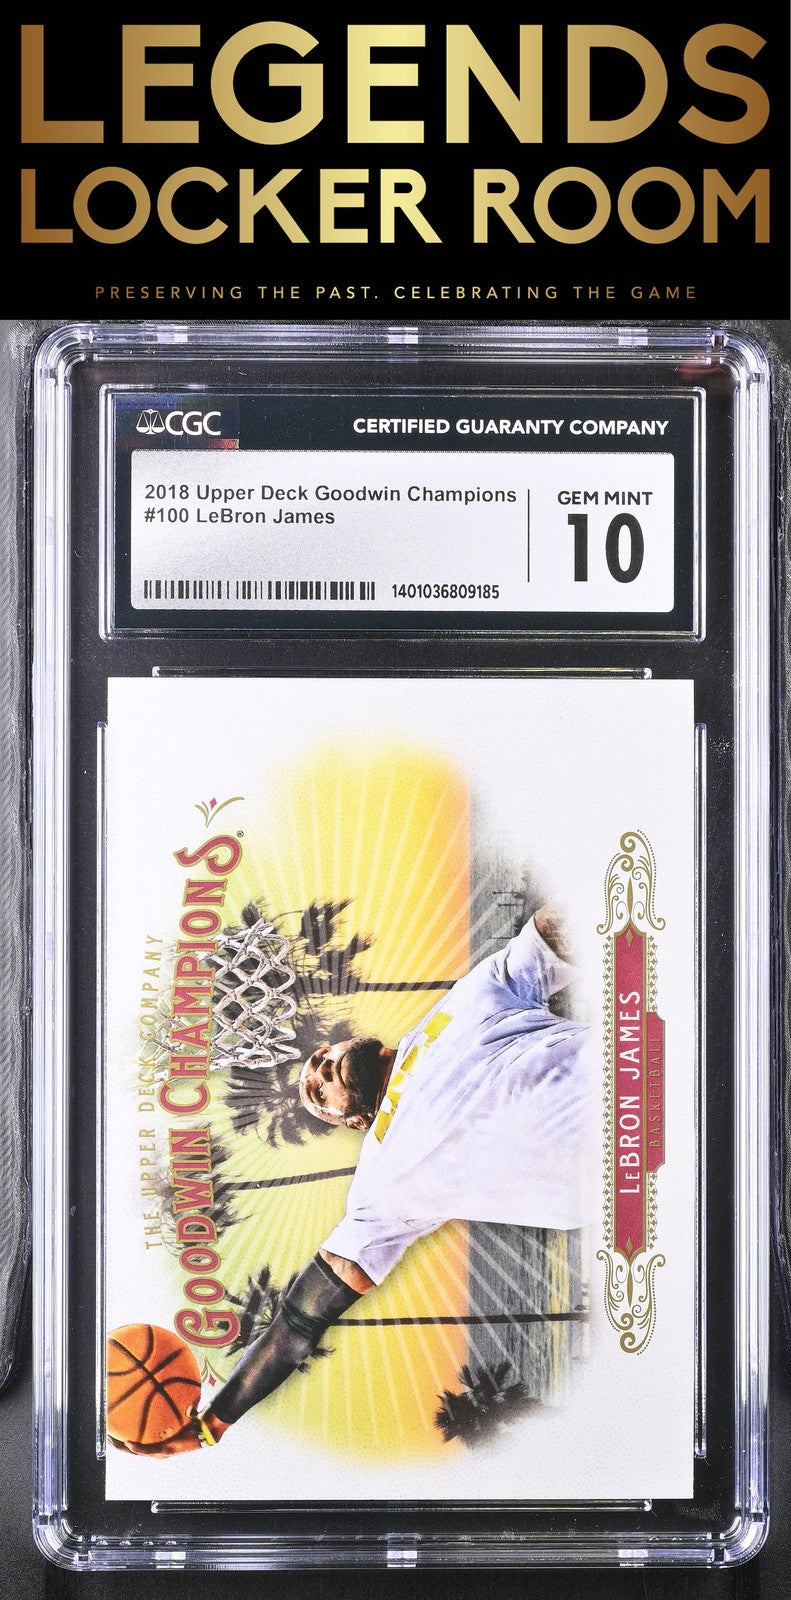 LEGENDS
LOCKER ROOM
PRESERVING THE PAST. CELEBRATING THE GAME
CGC
CERTIFIED GUARANTY COMPANY
2018 Upper Deck Goodwin Champions
#100 LeBron James
GEM MINT
10
1401036809185
THE UPPER DECK COMPANY
GOODWIN CHAMPIONS®
LEBRON JAMES
BASKETBALL